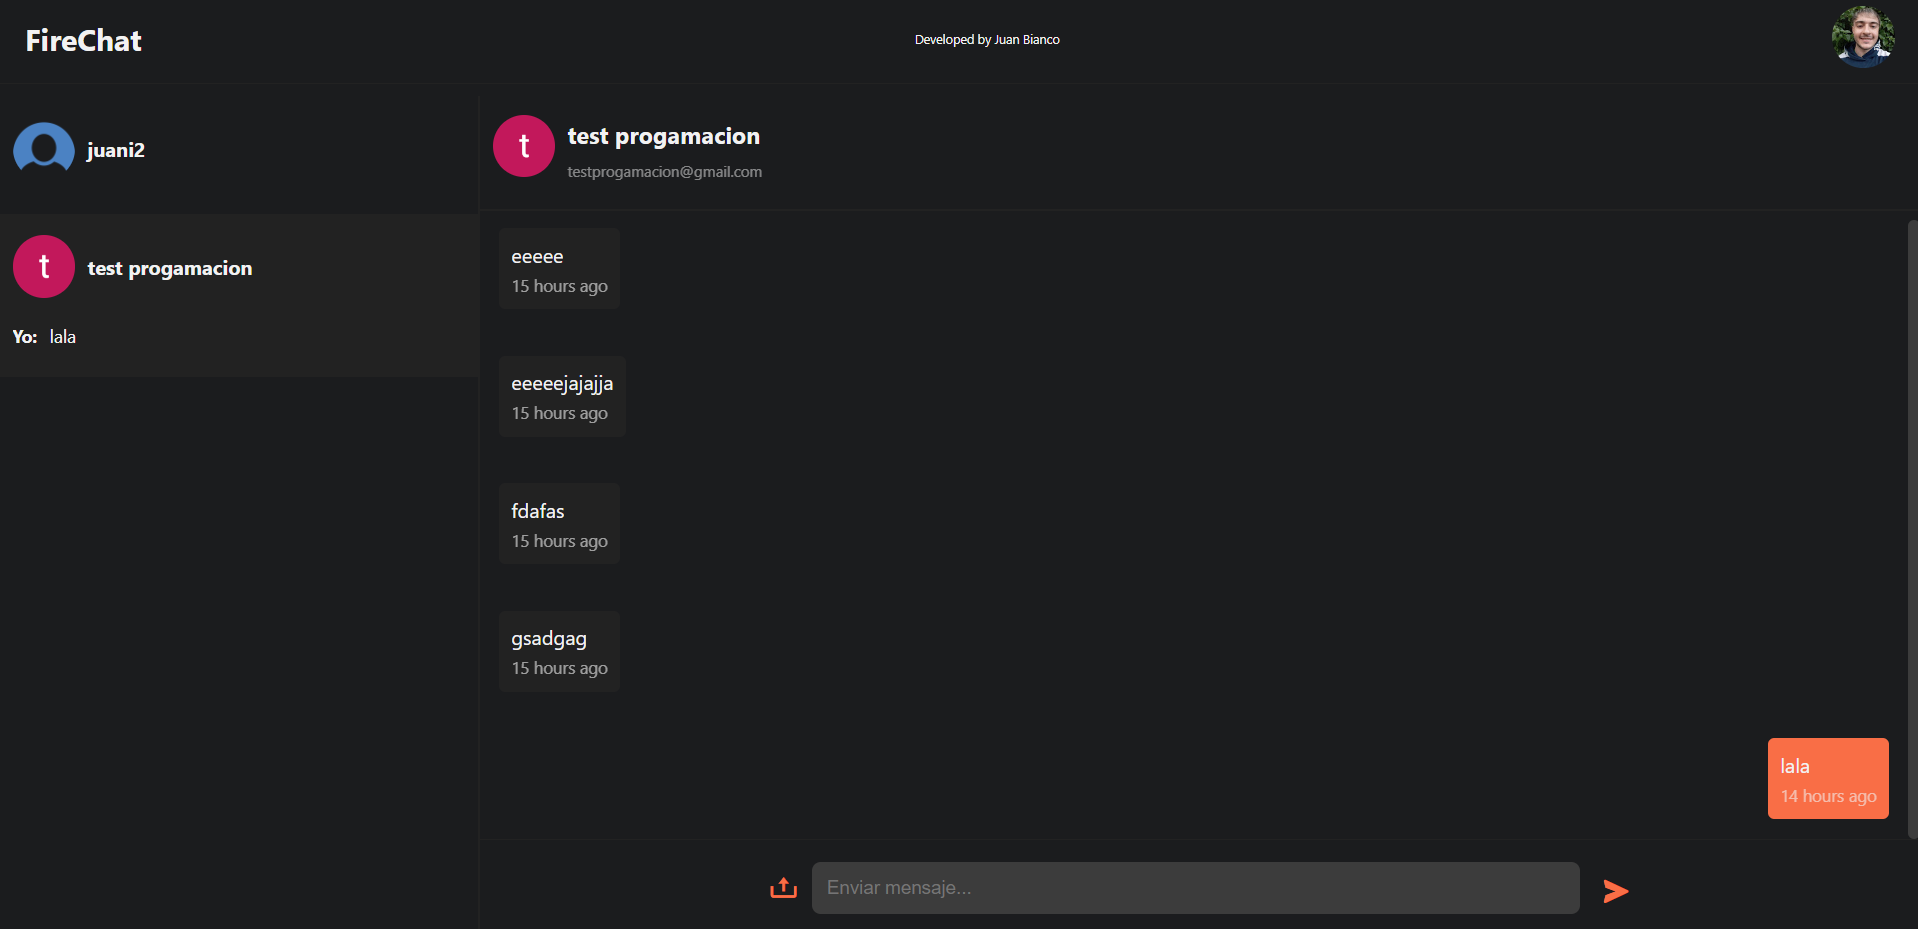 FireChat
Developed by Juan Bianco
juani2
t
test progamacion
Yo: lala
t
test progamacion
testprogamacion@gmail.com
eeeee
15 hours ago
eeeeejajajja
15 hours ago
fdafas
15 hours ago
gsadgag
15 hours ago
lala
14 hours ago
Enviar mensaje...